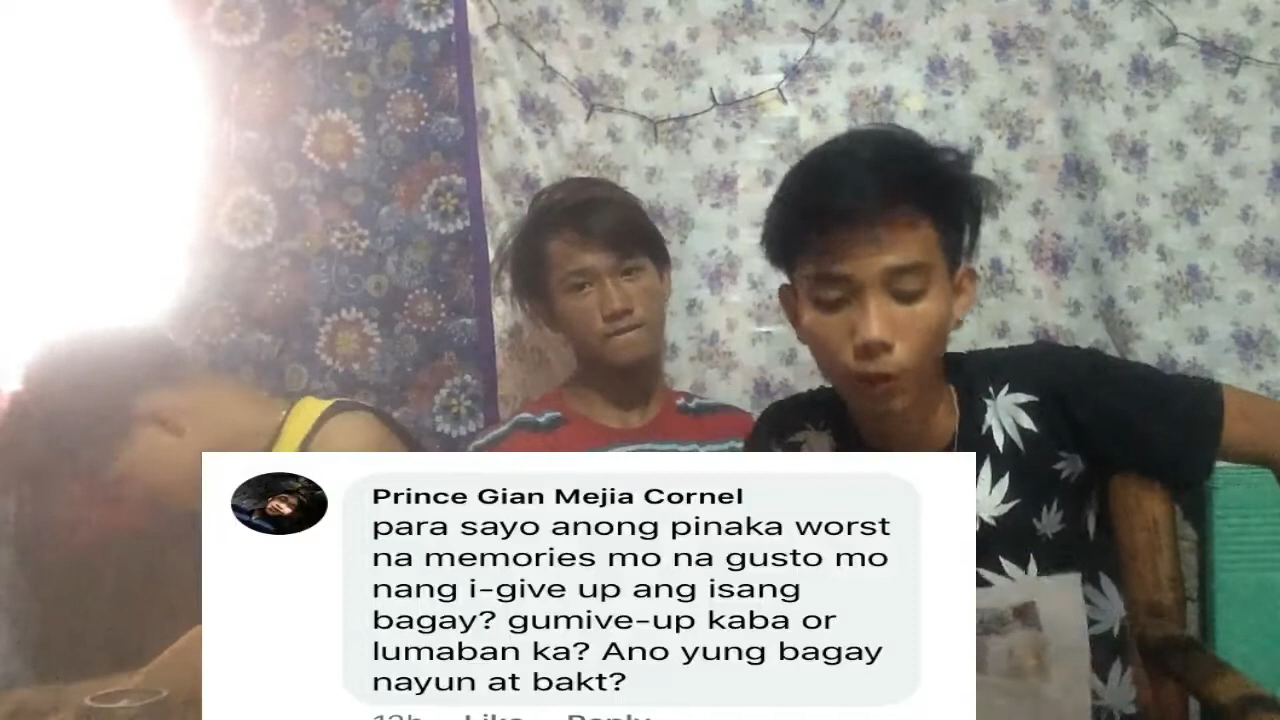 Prince Gian Mejia Cornel
para sayo anong pinaka worst
na memories mo na gusto mo
nang i-give up ang isang
bagay? gumive-up kaba or
lumaban ka? Ano yung bagay
nayun at bakt?
13h Like Reply